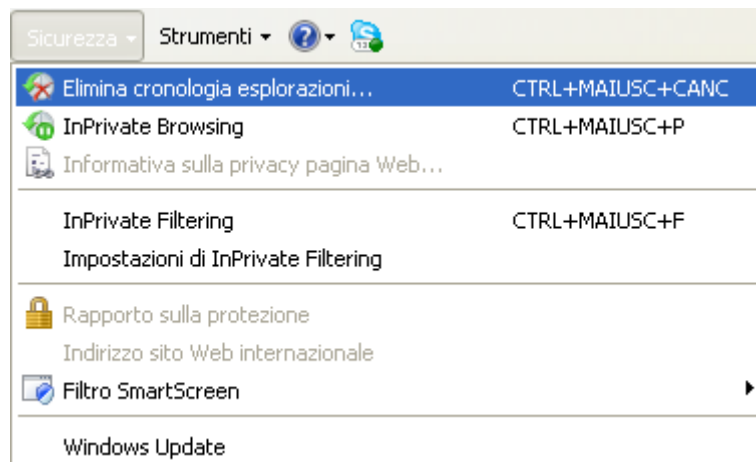 Sicurezza Strumenti
Elimina cronologia esplorazioni... CTRL+MAIUSC+CANC
InPrivate Browsing CTRL+MAIUSC+P
Informativa sulla privacy pagina Web...
InPrivate Filtering CTRL+MAIUSC+F
Impostazioni di InPrivate Filtering
Rapporto sulla protezione
Indirizzo sito Web internazionale
Filtro SmartScreen
Windows Update